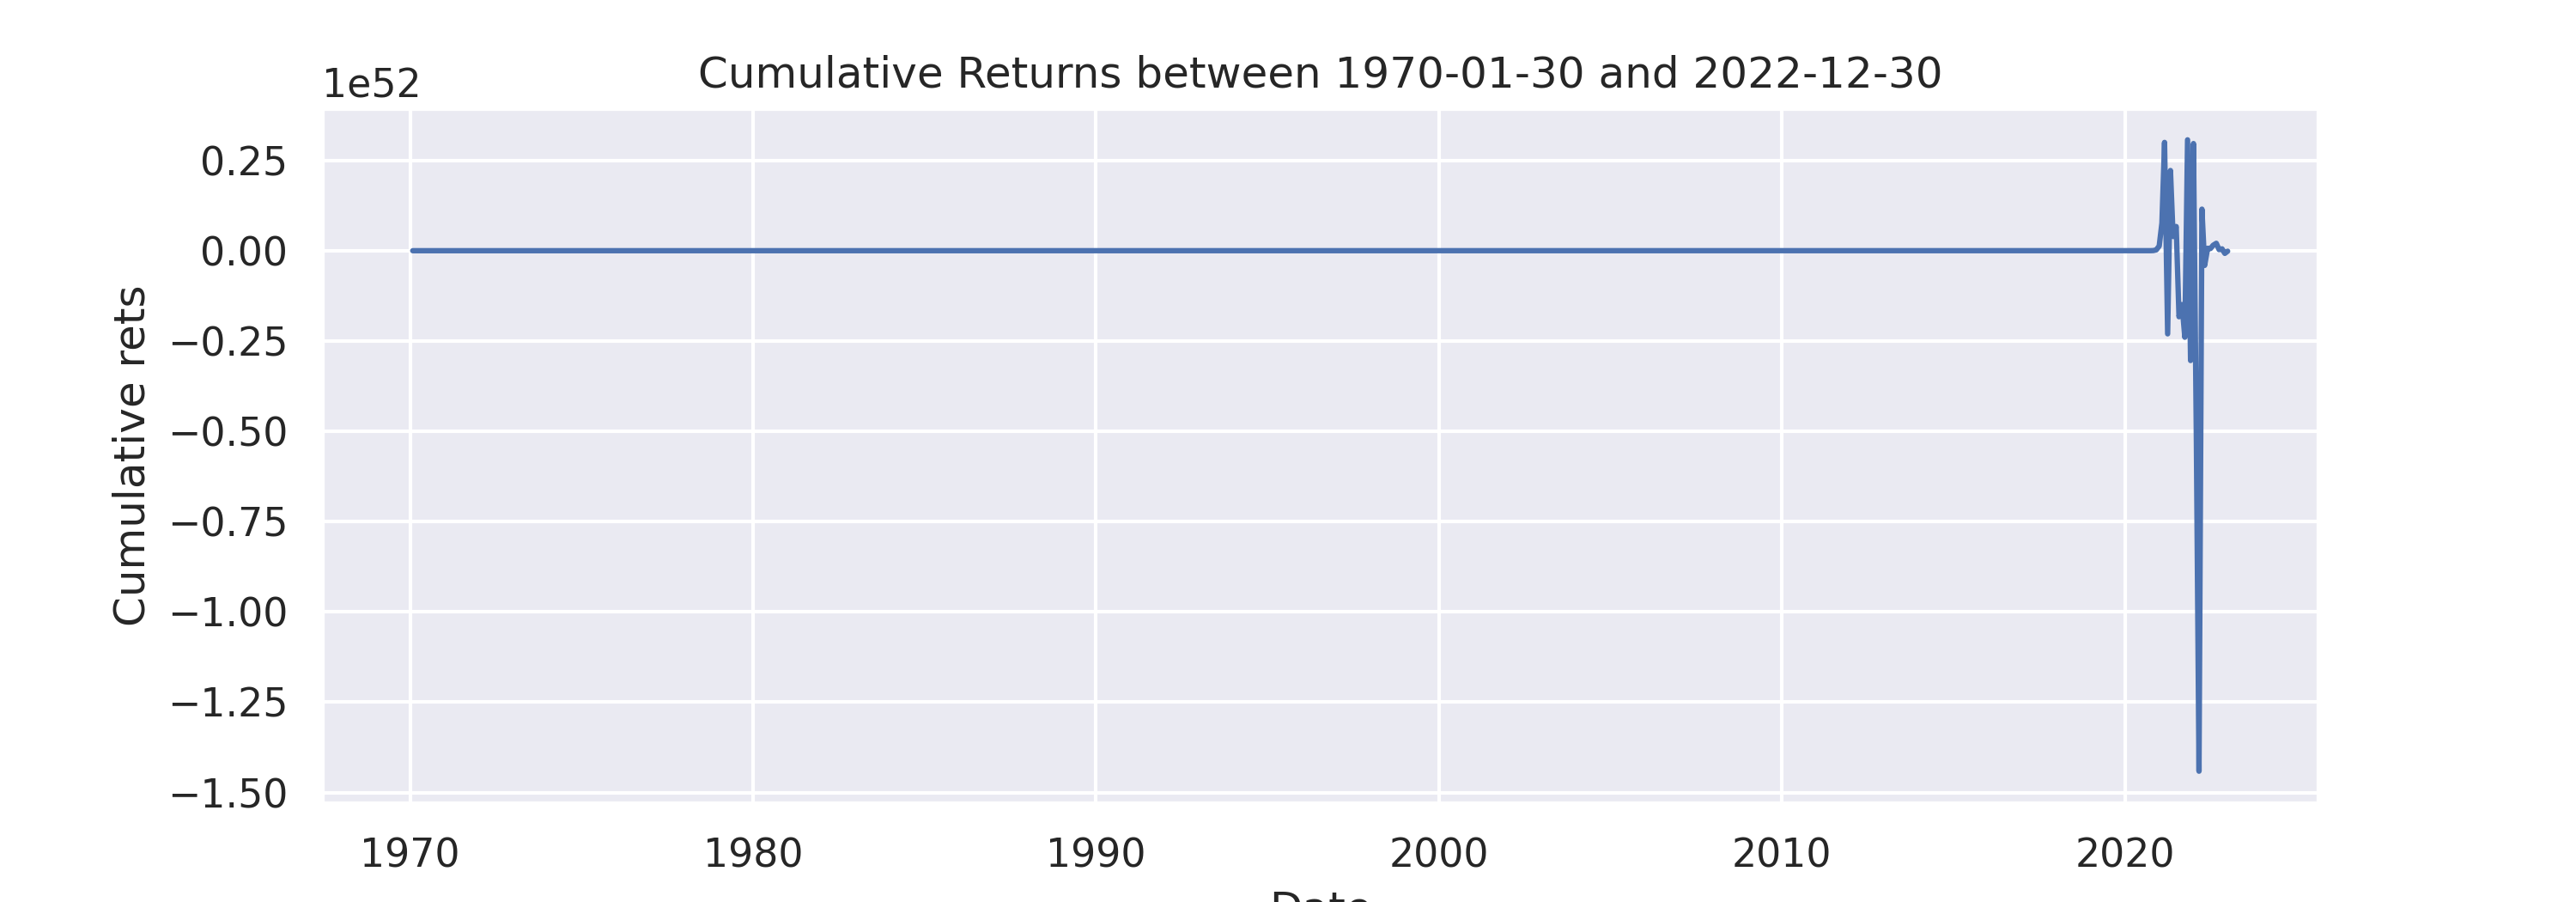 Cumulative Returns between 1970-01-30 and 2022-12-30
1e52
0.25
0.00
−0.25
−0.50
−0.75
−1.00
−1.25
−1.50
Cumulative rets
1970 1980 1990 2000 2010 2020
Date